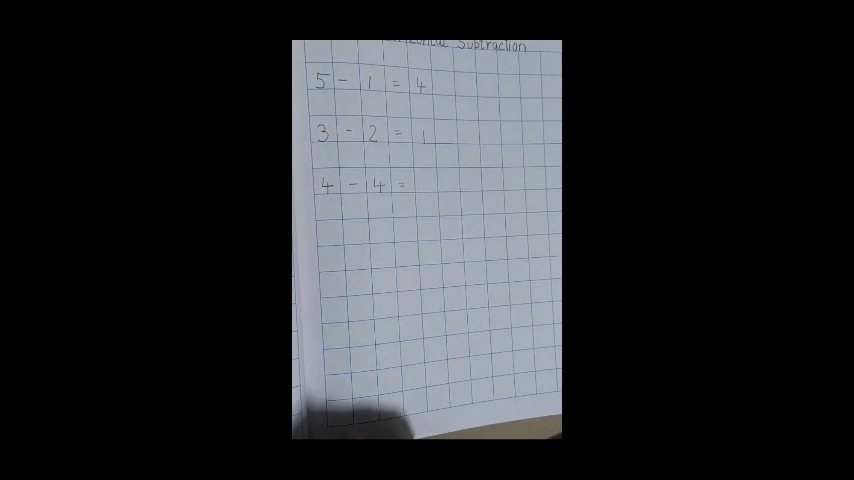 Subtraction
5 - 1 = 4
3 - 2 = 1
4 - 4 =